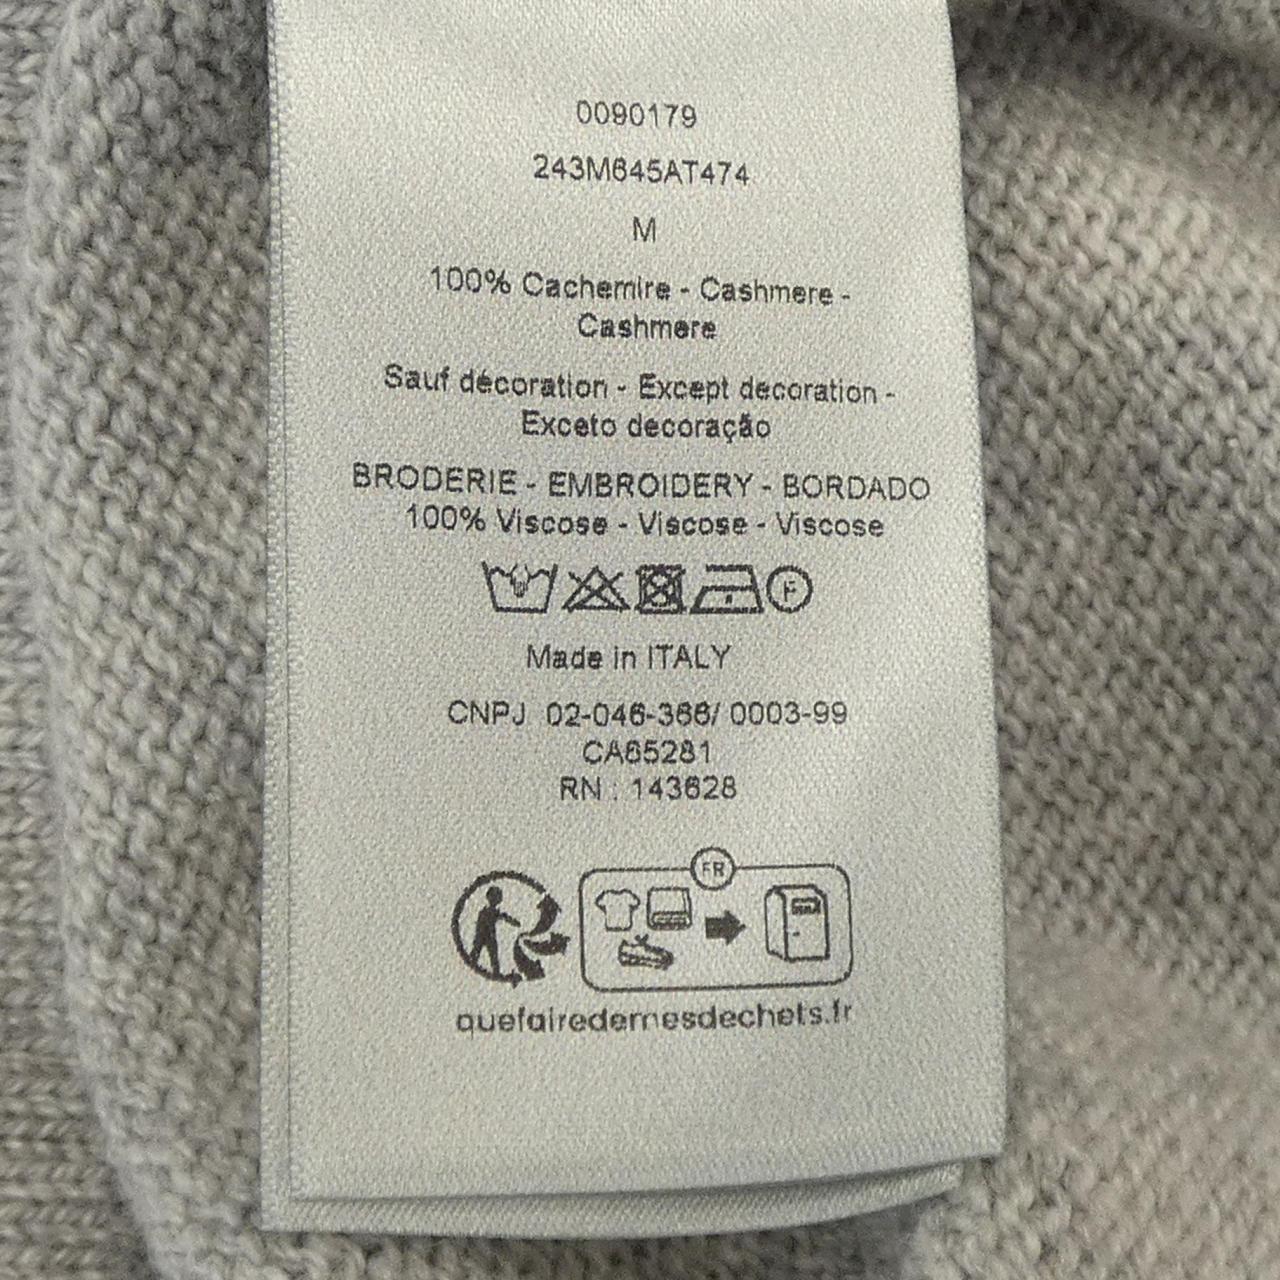 0090179
243M645AT474
M
100% Cachemire - Cashmere -
Cashmere
Sauf décoration - Except decoration -
Exceto decoração
BRODERIE - EMBROIDERY - BORDADO
100% Viscose - Viscose - Viscose
F
Made in ITALY
CNPJ 02-046-366/ 0003-99
CA65281
RN : 143628
FR
quefairedemesdechets.fr